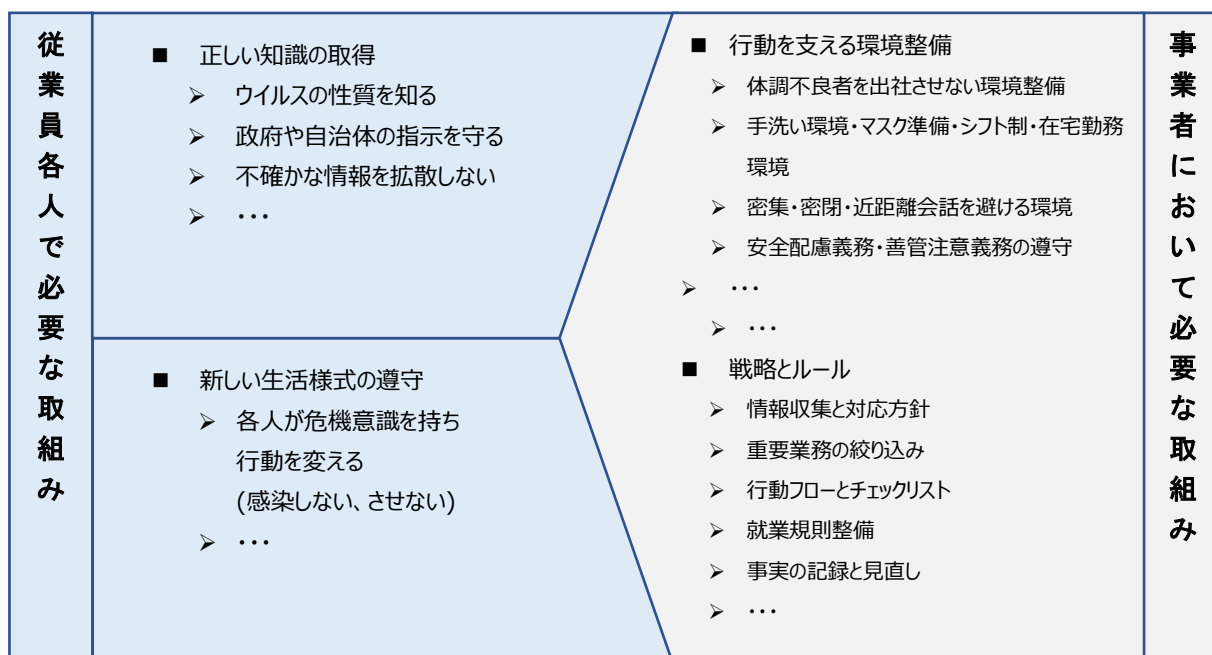 従業員各人で必要な取組み
■ 正しい知識の取得
➢ ウイルスの性質を知る
➢ 政府や自治体の指示を守る
➢ 不確かな情報を拡散しない
➢ ・・・
■ 新しい生活様式の遵守
➢ 各人が危機意識を持ち
行動を変える
(感染しない、させない)
➢ ・・・
■ 行動を支える環境整備
➢ 体調不良者を出社させない環境整備
➢ 手洗い環境・マスク準備・シフト制・在宅勤務
環境
➢ 密集・密閉・近距離会話を避ける環境
➢ 安全配慮義務・善管注意義務の遵守
➢ ・・・
➢ ・・・
■ 戦略とルール
➢ 情報収集と対応方針
➢ 重要業務の絞り込み
➢ 行動フローとチェックリスト
➢ 就業規則整備
➢ 事実の記録と見直し
➢ ・・・
事業者において必要な取組み